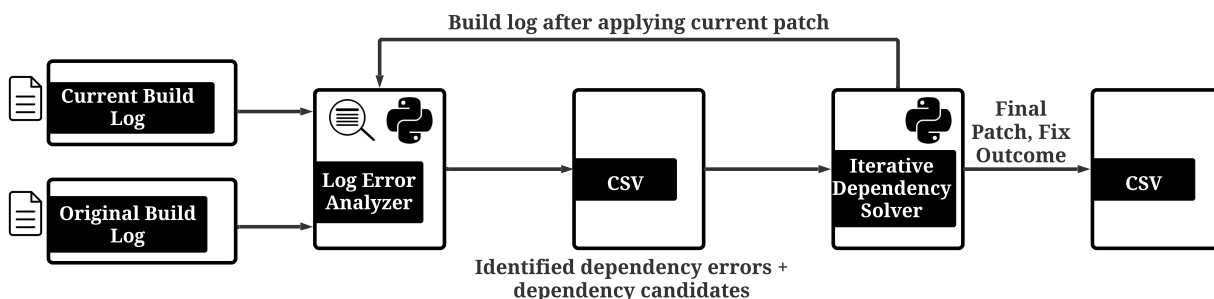 Build log after applying current patch
Current Build
Log
Original Build
Log
Log Error
Analyzer
CSV
Identified dependency errors +
dependency candidates
Iterative
Dependency
Solver
Final
Patch, Fix
Outcome
CSV